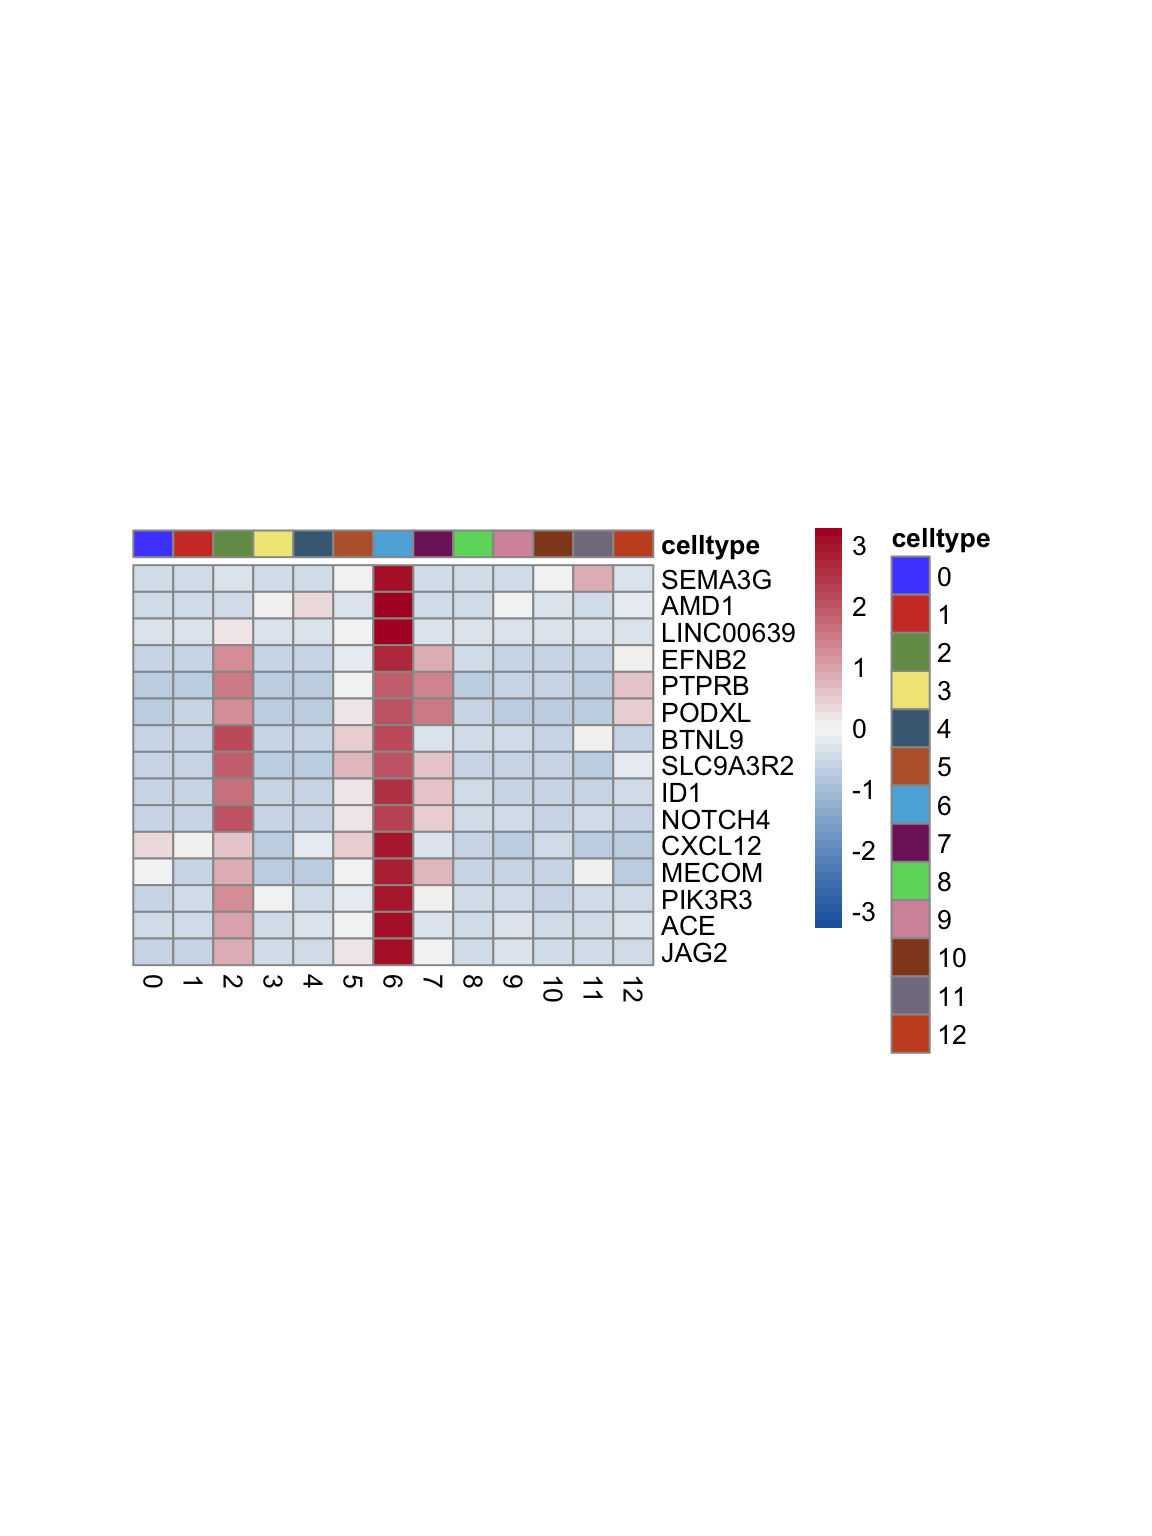 celltype
SEMA3G
AMD1
LINC00639
EFNB2
PTPRB
PODXL
BTNL9
SLC9A3R2
ID1
NOTCH4
CXCL12
MECOM
PIK3R3
ACE
JAG2
0 1 2 3 4 5 6 7 8 9 10 11 12
3
2
1
0
-1
-2
-3
celltype
0
1
2
3
4
5
6
7
8
9
10
11
12